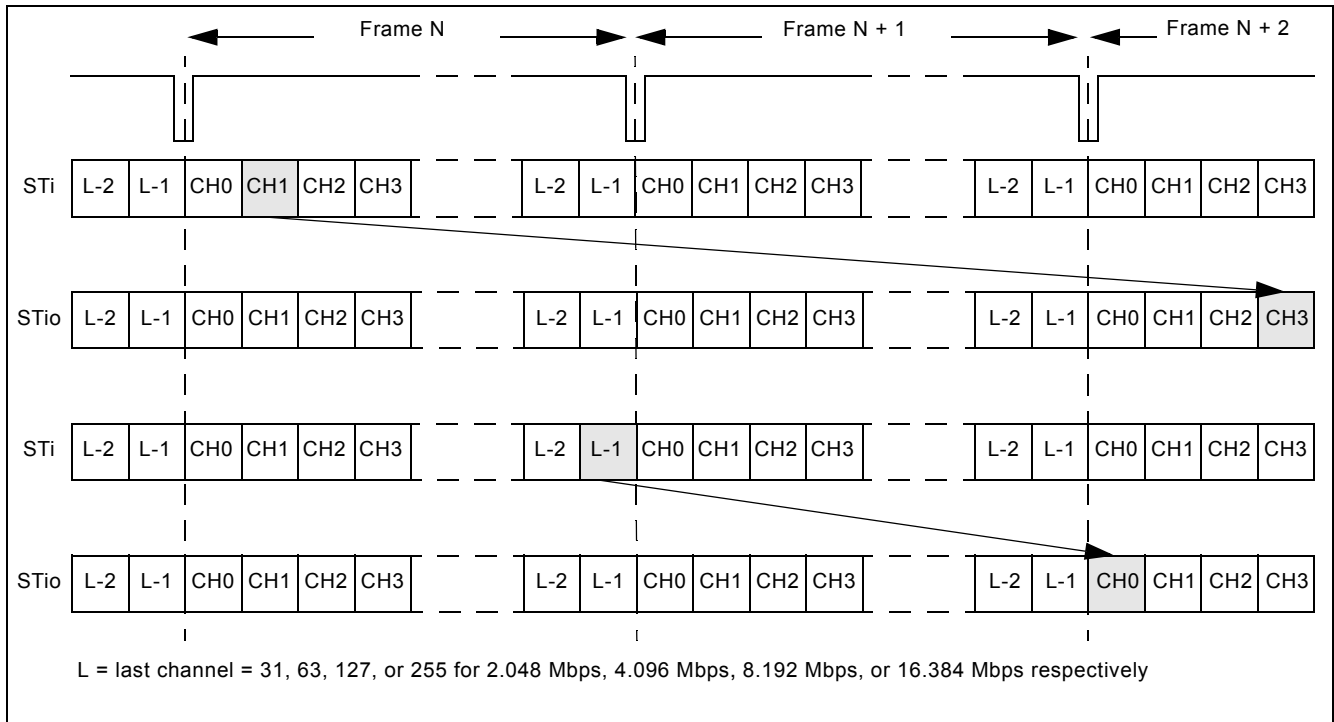 Frame N Frame N + 1 Frame N + 2
STi L-2 L-1 CH0 CH1 CH2 CH3 L-2 L-1 CH0 CH1 CH2 CH3 L-2 L-1 CH0 CH1 CH2 CH3
STio L-2 L-1 CH0 CH1 CH2 CH3 L-2 L-1 CH0 CH1 CH2 CH3 L-2 L-1 CH0 CH1 CH2 CH3
STi L-2 L-1 CH0 CH1 CH2 CH3 L-2 L-1 CH0 CH1 CH2 CH3 L-2 L-1 CH0 CH1 CH2 CH3
STio L-2 L-1 CH0 CH1 CH2 CH3 L-2 L-1 CH0 CH1 CH2 CH3 L-2 L-1 CH0 CH1 CH2 CH3
L = last channel = 31, 63, 127, or 255 for 2.048 Mbps, 4.096 Mbps, 8.192 Mbps, or 16.384 Mbps respectively